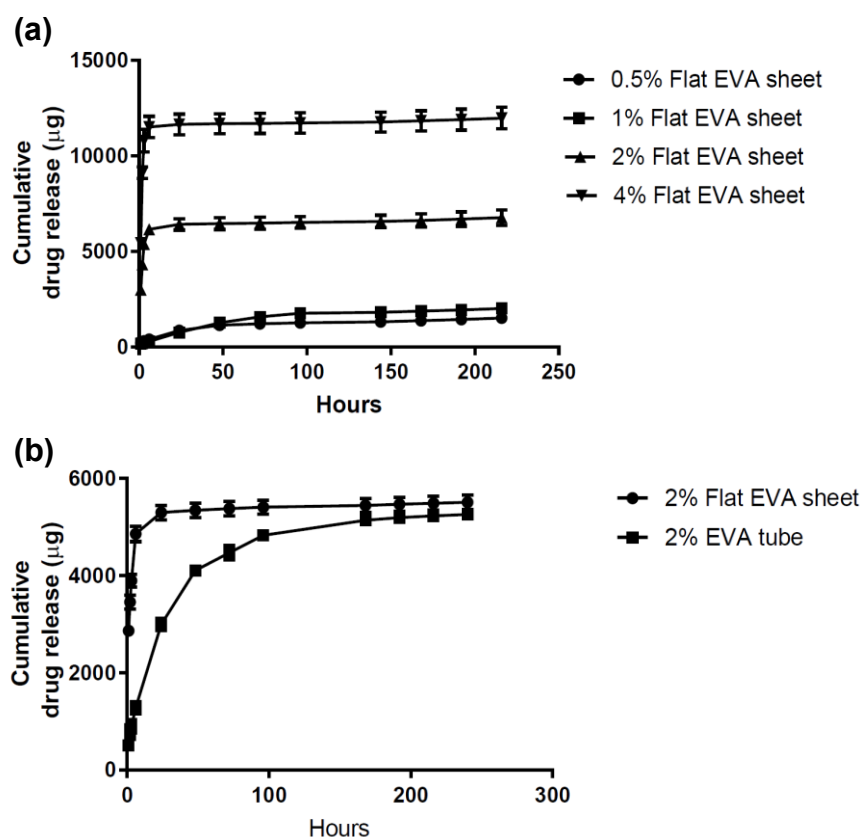 (a)
15000
10000
5000
0
0 50 100 150 200 250
Cumulative
drug release (μg)
Hours
0.5% Flat EVA sheet
1% Flat EVA sheet
2% Flat EVA sheet
4% Flat EVA sheet
(b)
6000
4000
2000
0
0 100 200 300
Cumulative
drug release (μg)
Hours
2% Flat EVA sheet
2% EVA tube